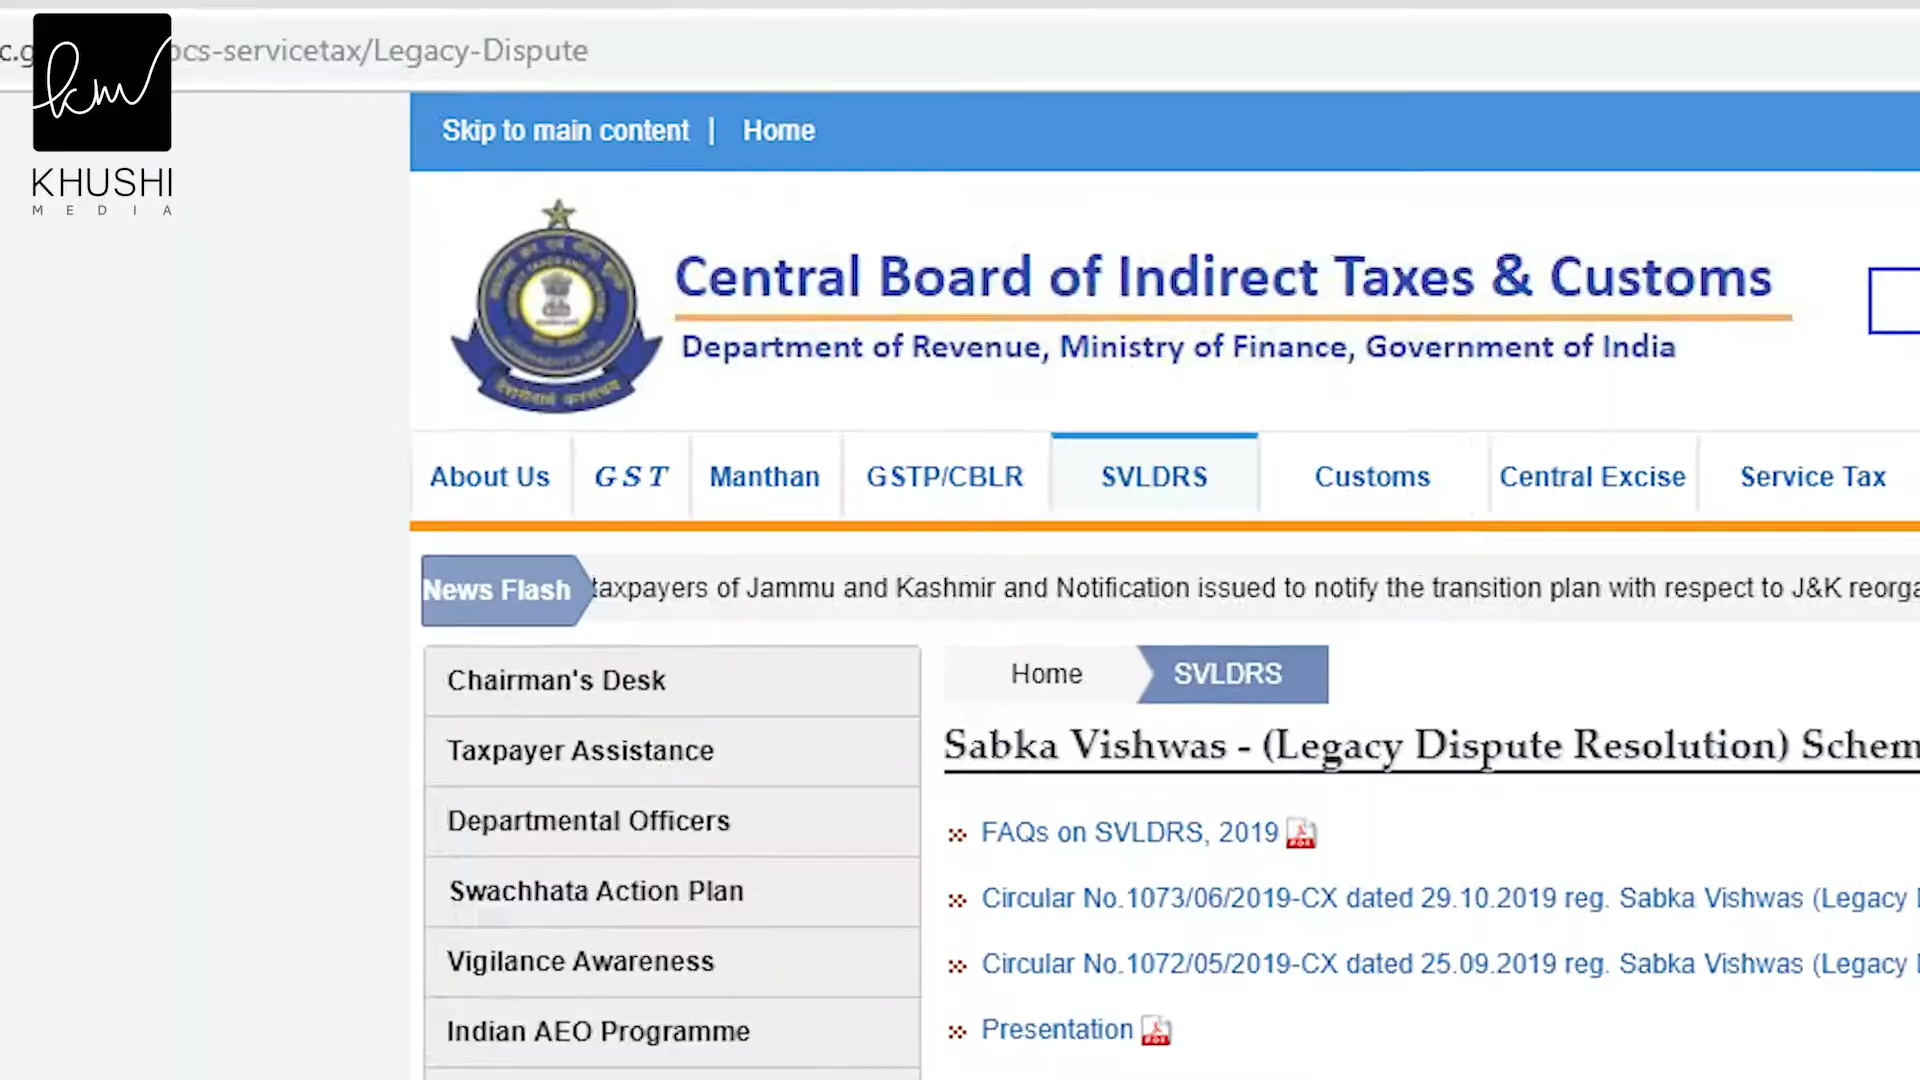 c.g
ocs-servicetax/Legacy-Dispute
KHUSHI
MEDIA
Skip to main content | Home
Central Board of Indirect Taxes & Customs
Department of Revenue, Ministry of Finance, Government of India
About Us
GST
Manthan
GSTP/CBLR
SVLDRS
Customs
Central Excise
Service Tax
News Flash
taxpayers of Jammu and Kashmir and Notification issued to notify the transition plan with respect to J&K reorga
Chairman's Desk
Taxpayer Assistance
Departmental Officers
Swachhata Action Plan
Vigilance Awareness
Indian AEO Programme
Home
SVLDRS
Sabka Vishwas - (Legacy Dispute Resolution) Schem
FAQs on SVLDRS, 2019
Circular No.1073/06/2019-CX dated 29.10.2019 reg. Sabka Vishwas (Legacy
Circular No.1072/05/2019-CX dated 25.09.2019 reg. Sabka Vishwas (Legacy
Presentation